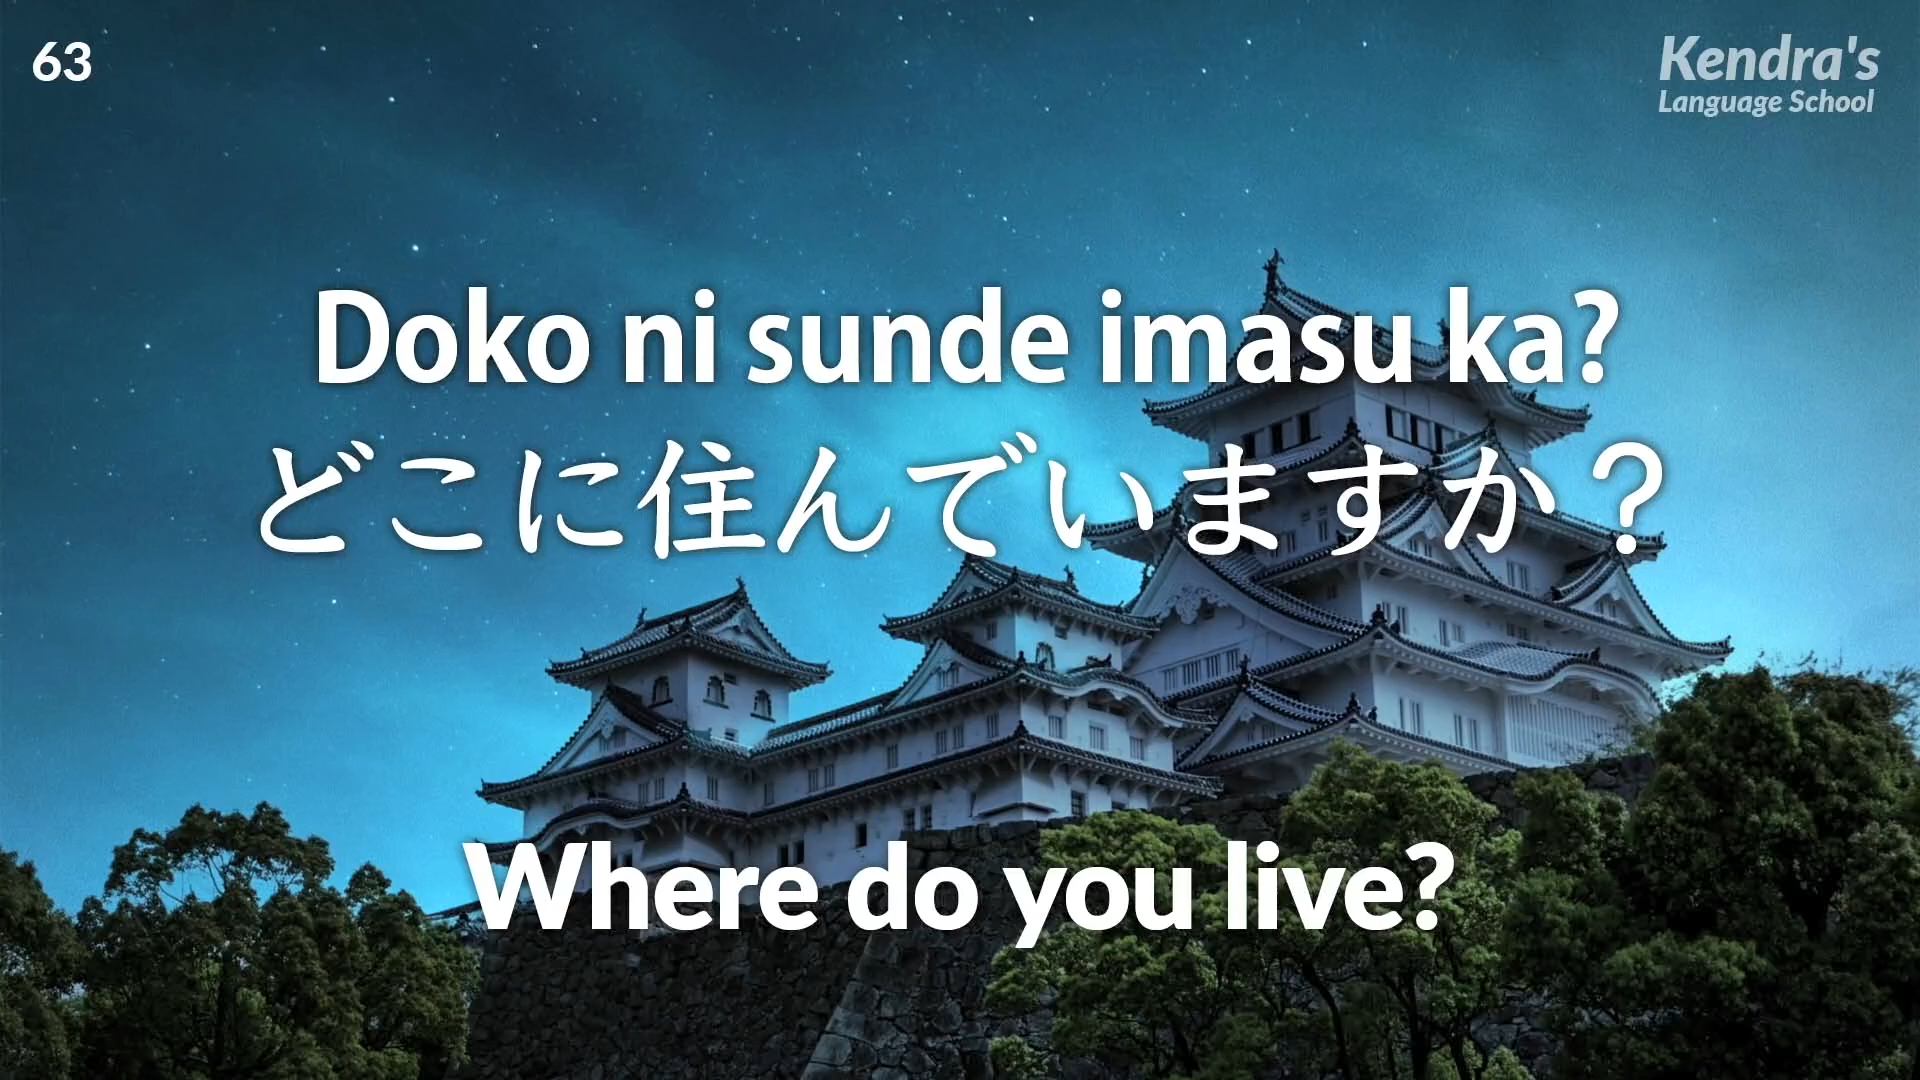 63
Kendra's
Language School
Doko ni sunde imasu ka?
どこに住んでいますか？
Where do you live?